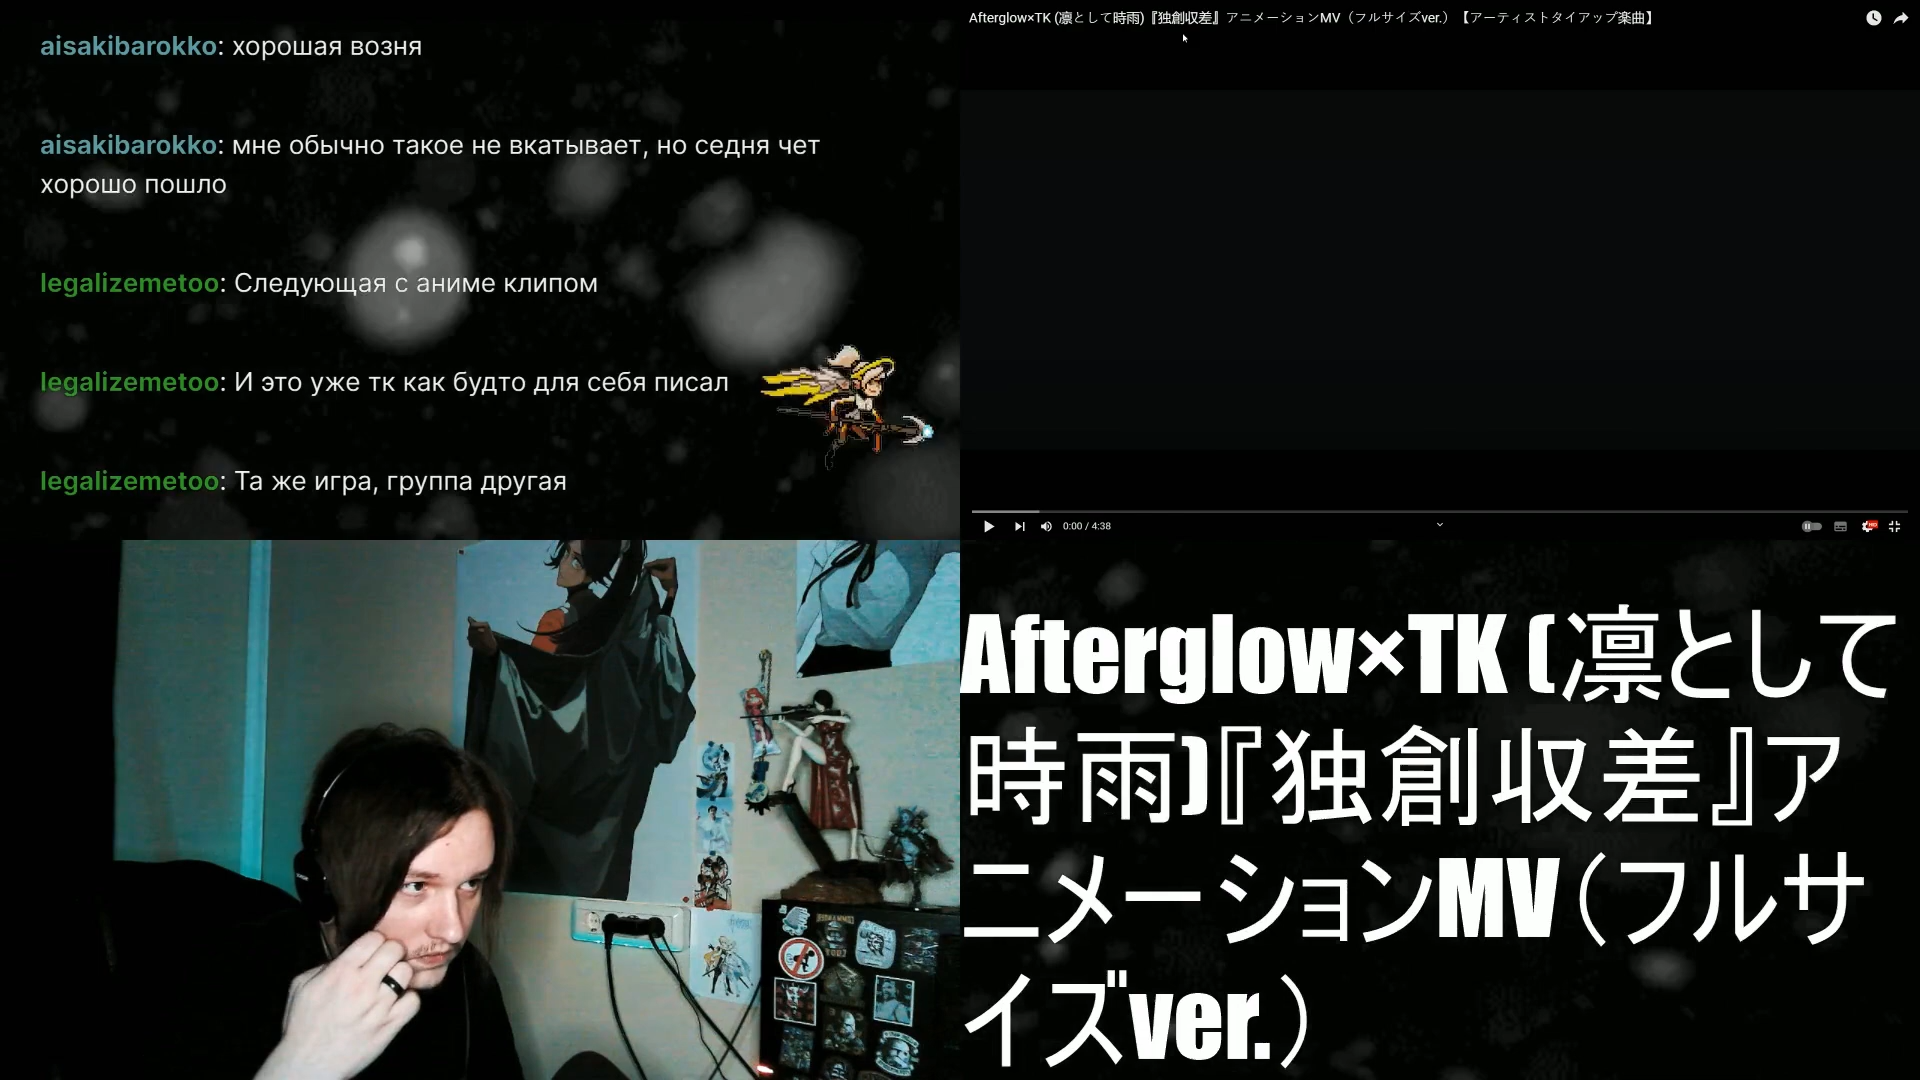 aisakibarokko: хорошая возня
aisakibarokko: мне обычно такое не вкатывает, но седня чет
хорошо пошло
legalizemetoo: Следующая с аниме клипом
legalizemetoo: И это уже тк как будто для себя писал
legalizemetoo: Та же игра, группа другая
Afterglow×TK (凛として時雨)『独創収差』アニメーションMV（フルサイズver.）【アーティストタイアップ楽曲】
0:00 / 4:38
Afterglow×TK (凛として
時雨)『独創収差』ア
ニメーションMV（フルサ
イズver.）